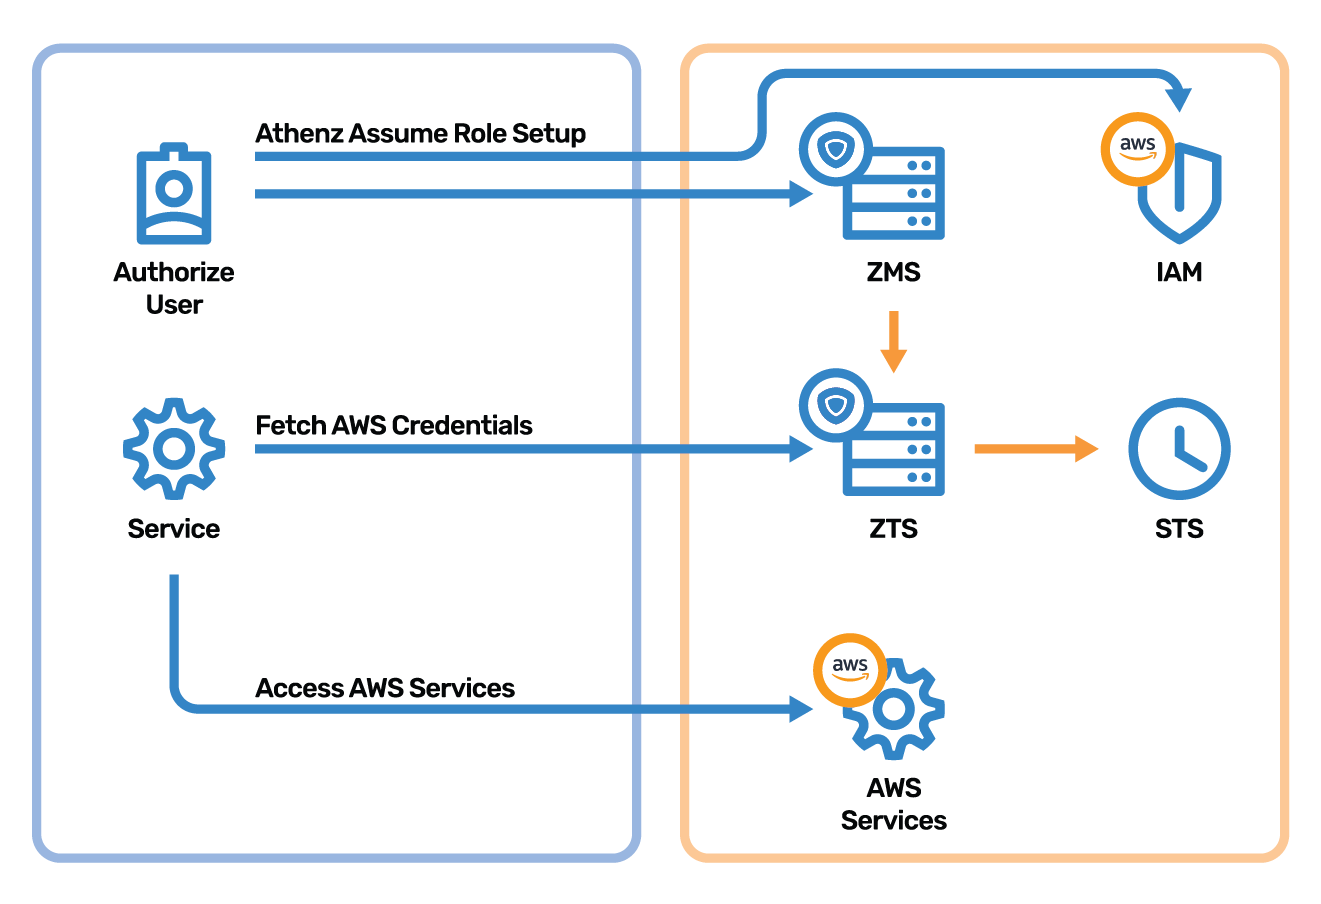 Athenz Assume Role Setup
aws
Authorize
User
ZMS
IAM
Fetch AWS Credentials
Service
ZTS
STS
Access AWS Services
aws
AWS
Services